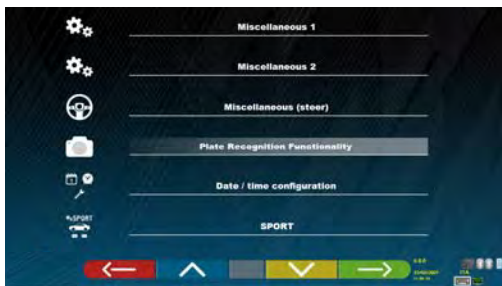 Miscellaneous 1
Miscellaneous 2
Miscellaneous (steer)
Plate Recognition Functionality
Date / time configuration
SPORT
SPORT